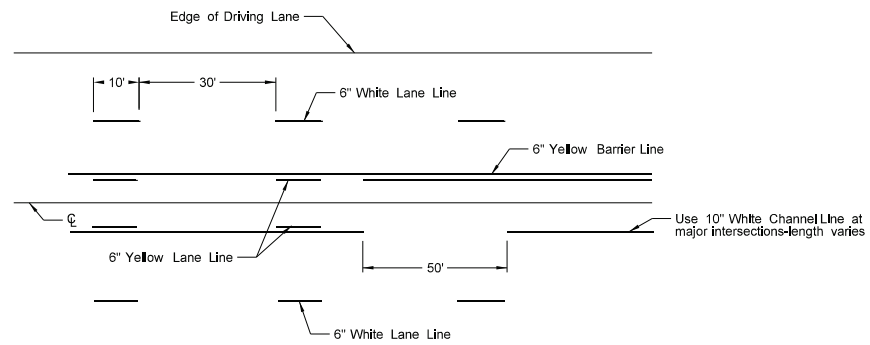 Edge of Driving Lane
10'
30'
6" White Lane Line
6" Yellow Barrier Line
℄
Use 10" White Channel Line at
major intersections-length varies
6" Yellow Lane Line
50'
6" White Lane Line